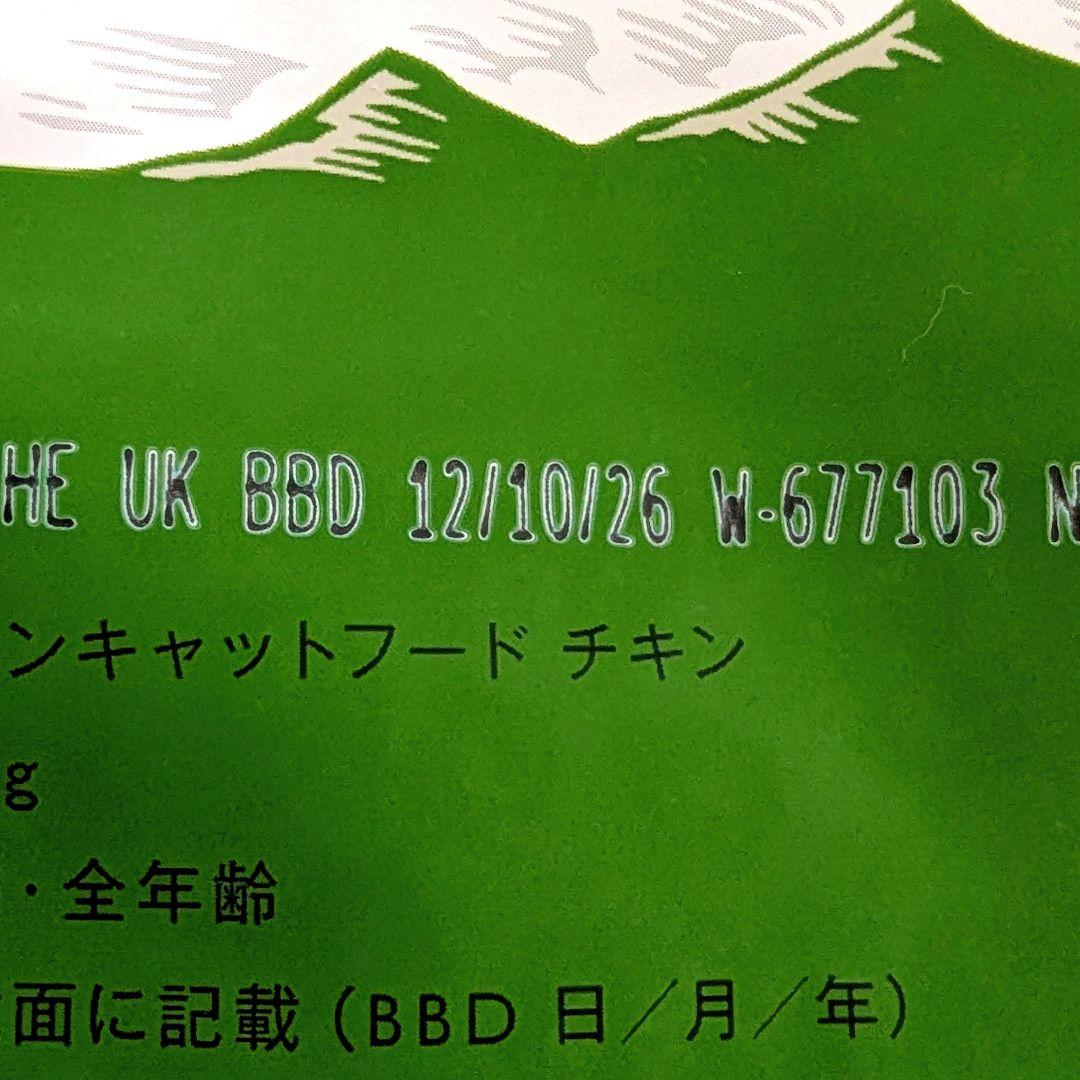 HE UK BBD 12/10/26 W-677103 N
ンキャットフード チキン
g
・全年齢
面に記載 (BBD 日/月/年)